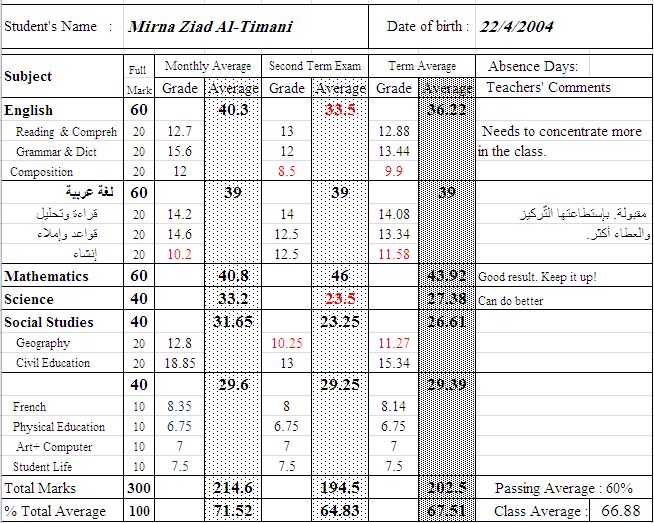 Student's Name : Mirna Ziad Al-Timani Date of birth : 22/4/2004
Subject Full Mark Monthly Average Second Term Exam Term Average Absence Days:
Grade Average Grade Average Grade Average Teachers' Comments
English 60 40.3 33.5 36.22
Reading & Compreh 20 12.7 13 12.88 Needs to concentrate more
Grammar & Dict 20 15.6 12 13.44 in the class.
Composition 20 12 8.5 9.9
لغة عربية 60 39 39 39
قراءة وتحليل 20 14.2 14 14.08 مقبولة. بإستطاعتها التّركيز
قواعد وإملاء 20 14.6 12.5 13.34 والعطاء أكثر.
إنشاء 20 10.2 12.5 11.58
Mathematics 60 40.8 46 43.92 Good result. Keep it up!
Science 40 33.2 23.5 27.38 Can do better
Social Studies 40 31.65 23.25 26.61
Geography 20 12.8 10.25 11.27
Civil Education 20 18.85 13 15.34
40 29.6 29.25 29.39
French 10 8.35 8 8.14
Physical Education 10 6.75 6.75 6.75
Art+ Computer 10 7 7 7
Student Life 10 7.5 7.5 7.5
Total Marks 300 214.6 194.5 202.5 Passing Average : 60%
% Total Average 100 71.52 64.83 67.51 Class Average : 66.88